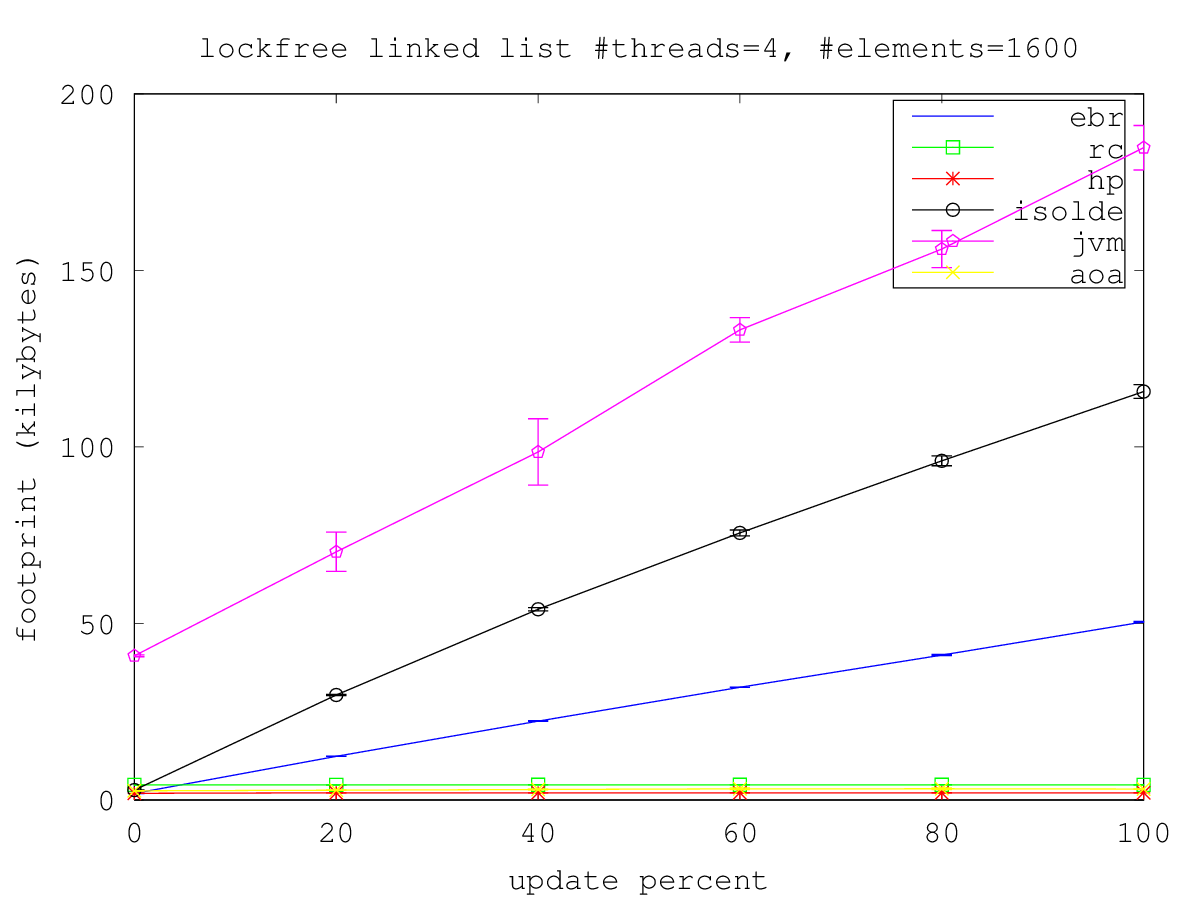 lockfree linked list #threads=4, #elements=1600
ebr
rc
hp
isolde
jvm
aoa
200
150
100
50
0
footprint (kilybytes)
0 20 40 60 80 100
update percent